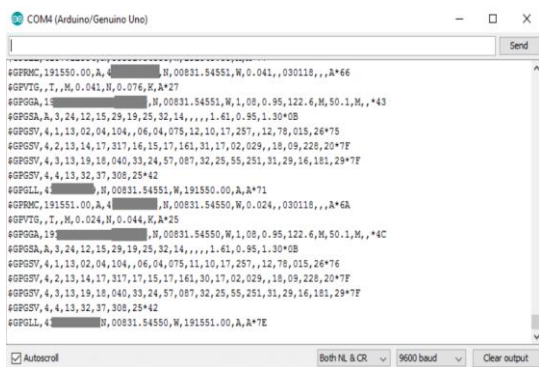 COM4 (Arduino/Genuino Uno)
Send
$GPRMC,191550.00,A,4 ,N,00831.54551,W,0.041,,030118,,,A*66
$GPVTG,,T,,M,0.041,N,0.076,K,A*27
$GPGGA,19 ,N,00831.54551,W,1,08,0.95,122.6,M,50.1,M,,*43
$GPGSA,A,3,24,12,15,29,19,25,32,14,,,,,1.61,0.95,1.30*0B
$GPGSV,4,1,13,02,04,104,,06,04,075,12,10,17,257,,12,78,015,26*75
$GPGSV,4,2,13,14,17,317,16,15,17,161,31,17,02,029,,18,09,228,20*7F
$GPGSV,4,3,13,19,18,040,33,24,57,087,32,25,55,251,31,29,16,181,29*7F
$GPGSV,4,4,13,32,37,308,25*42
$GPGLL,41 ,N,00831.54551,W,191550.00,A,A*71
$GPRMC,191551.00,A,4 ,N,00831.54550,W,0.024,,030118,,,A*6A
$GPVTG,,T,,M,0.024,N,0.044,K,A*25
$GPGGA,191 ,N,00831.54550,W,1,08,0.95,122.6,M,50.1,M,,*4C
$GPGSA,A,3,24,12,15,29,19,25,32,14,,,,,1.61,0.95,1.30*0B
$GPGSV,4,1,13,02,04,104,,06,04,075,11,10,17,257,,12,78,015,26*76
$GPGSV,4,2,13,14,17,317,17,15,17,161,30,17,02,029,,18,09,228,20*7F
$GPGSV,4,3,13,19,18,040,33,24,57,087,32,25,55,251,31,29,16,181,29*7F
$GPGSV,4,4,13,32,37,308,25*42
$GPGLL,41 N,00831.54550,W,191551.00,A,A*7E
Autoscroll
Both NL & CR
9600 baud
Clear output